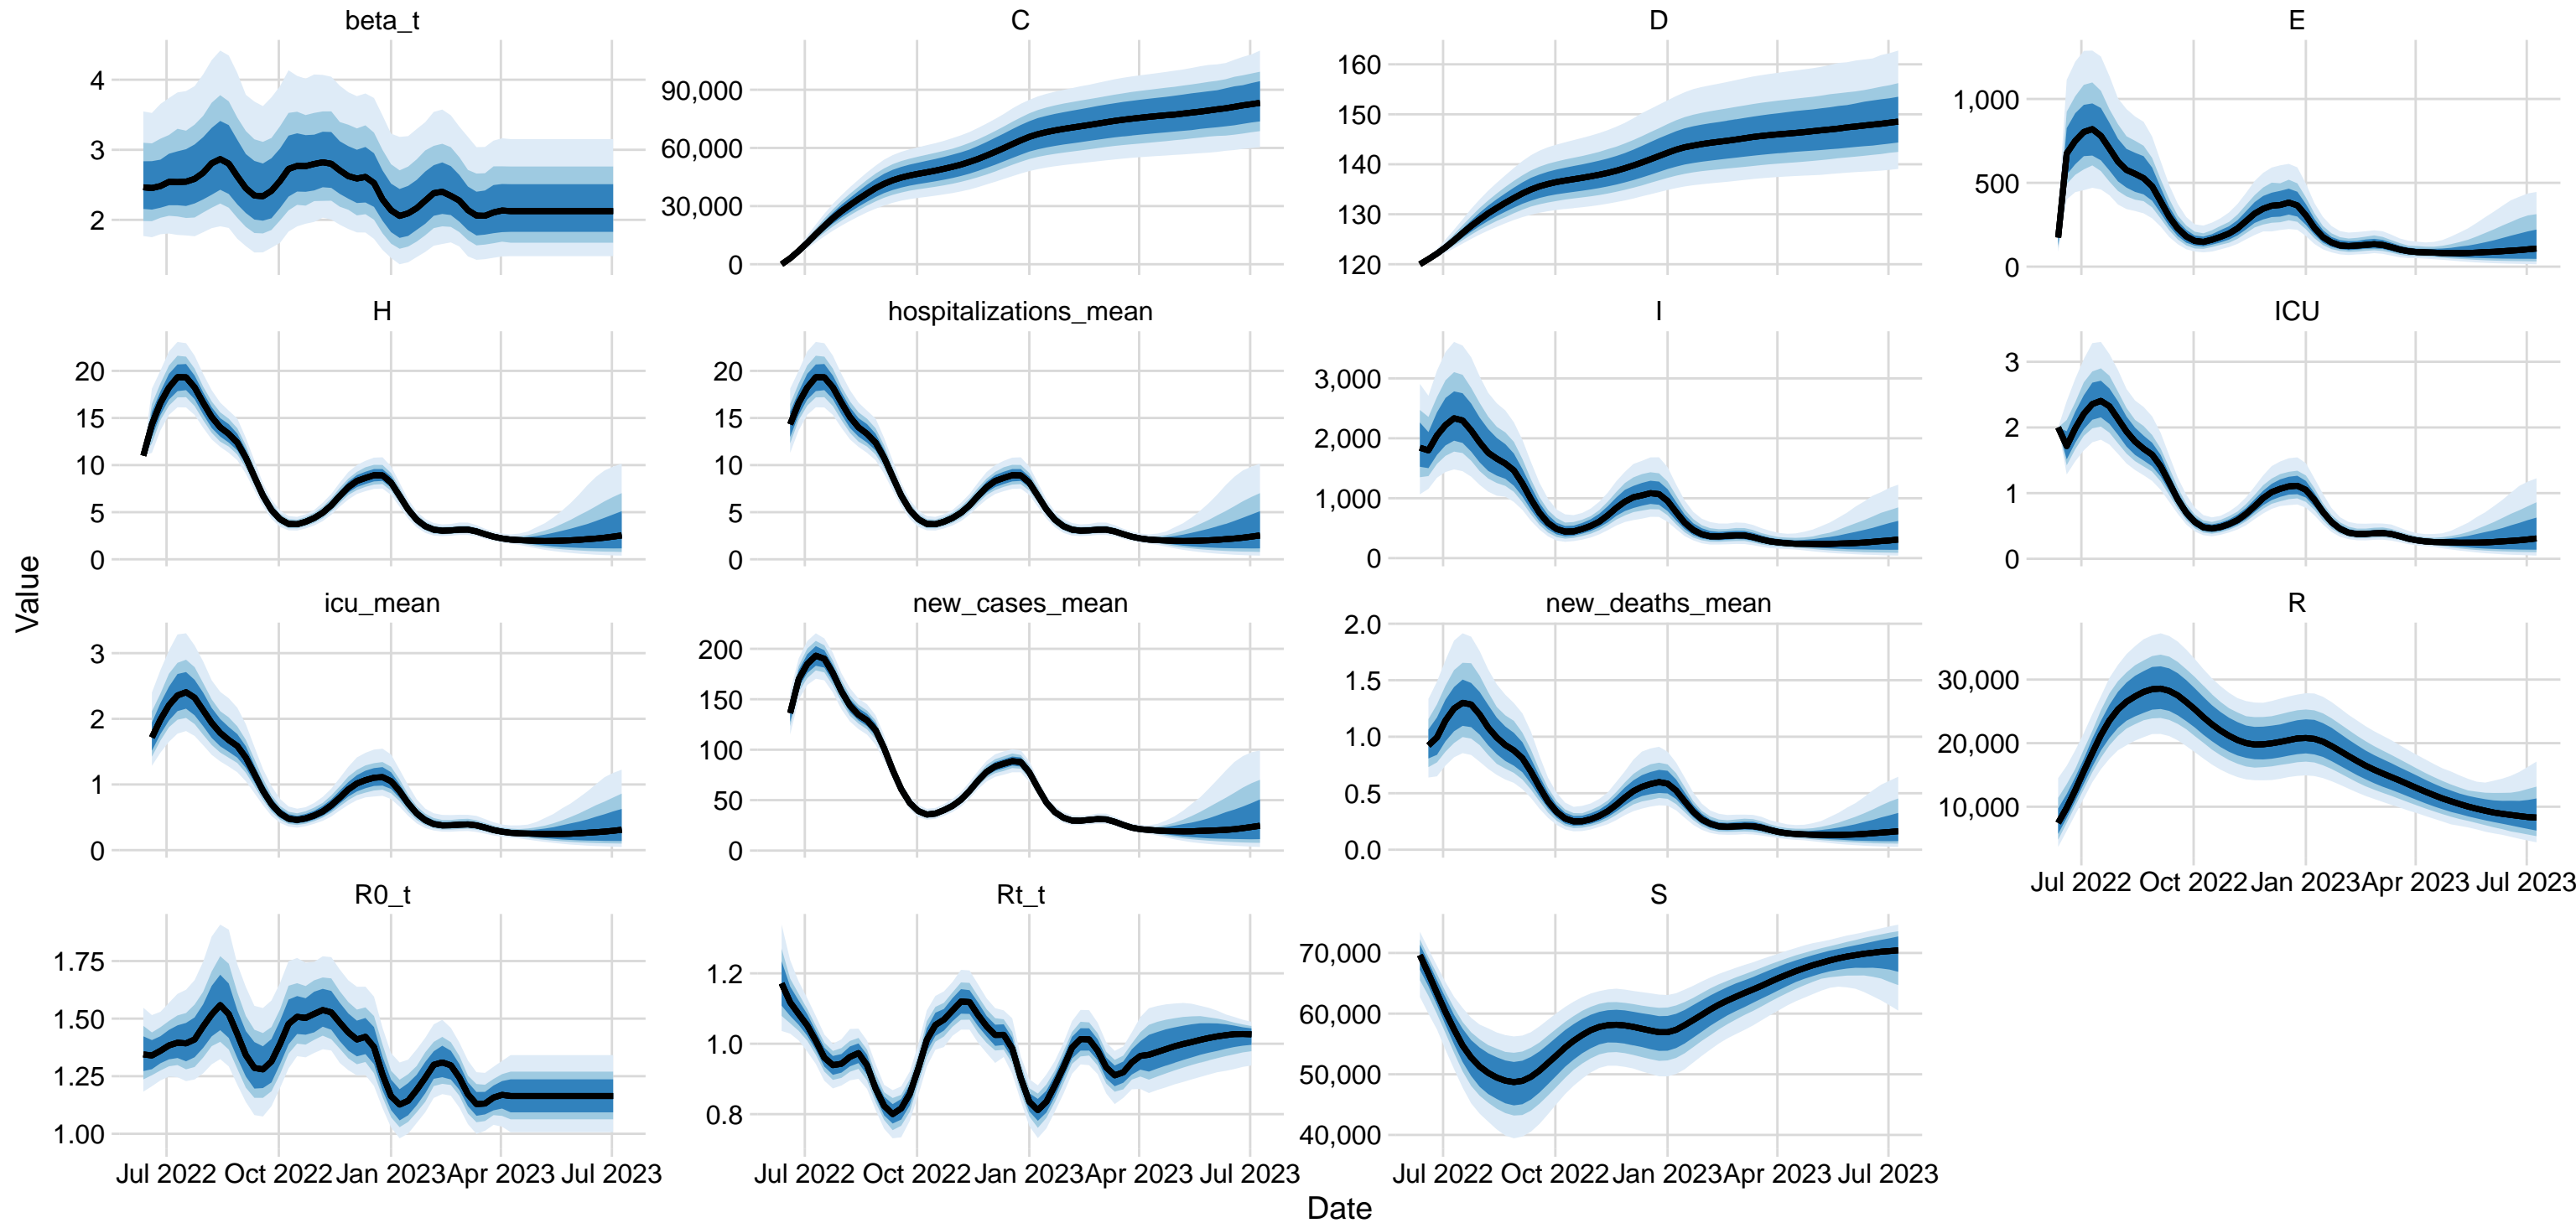 beta_t
C
D
E
4
3
2
90,000
60,000
30,000
0
160
150
140
130
120
1,000
500
0
H
hospitalizations_mean
I
ICU
20
15
10
5
0
20
15
10
5
0
3,000
2,000
1,000
0
3
2
1
0
icu_mean
new_cases_mean
new_deaths_mean
R
3
2
1
0
200
150
100
50
0
2.0
1.5
1.0
0.5
0.0
30,000
20,000
10,000
Jul 2022 Oct 2022 Jan 2023 Apr 2023 Jul 2023
R0_t
Rt_t
S
1.75
1.50
1.25
1.00
1.2
1.0
0.8
70,000
60,000
50,000
40,000
Jul 2022 Oct 2022 Jan 2023 Apr 2023 Jul 2023
Jul 2022 Oct 2022 Jan 2023 Apr 2023 Jul 2023
Jul 2022 Oct 2022 Jan 2023 Apr 2023 Jul 2023
Value
Date